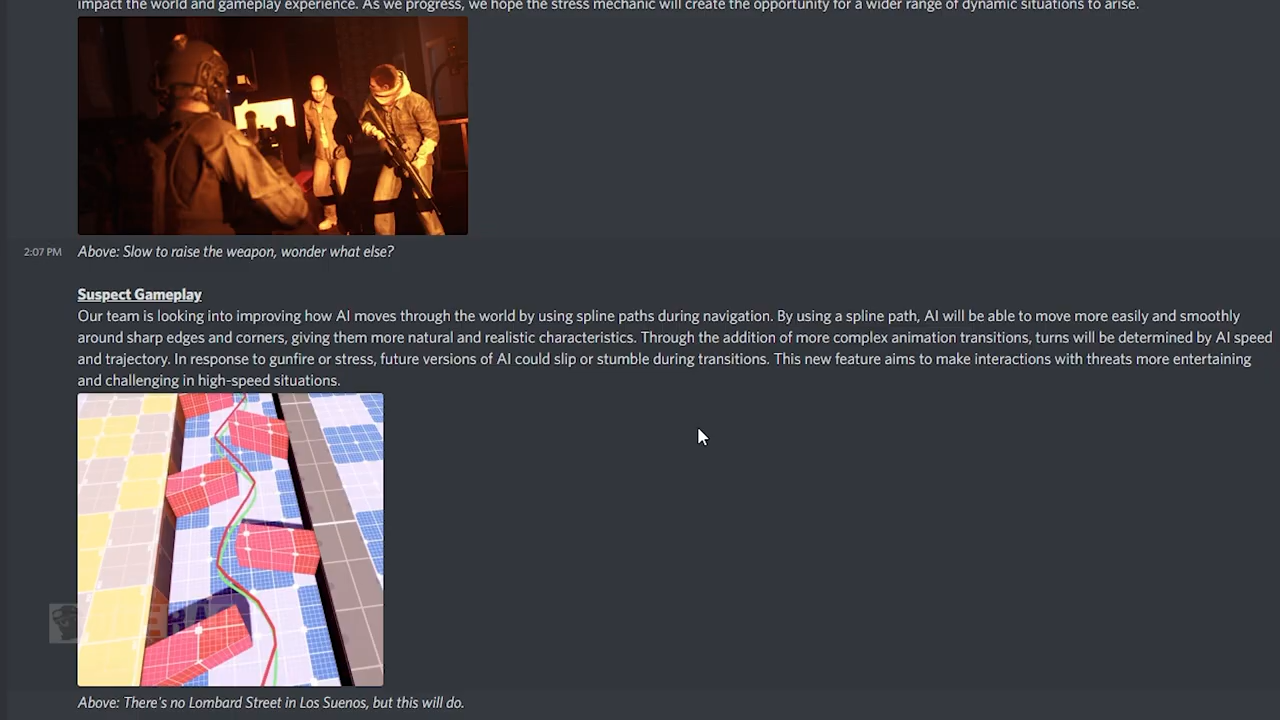 impact the world and gameplay experience. As we progress, we hope the stress mechanic will create the opportunity for a wider range of dynamic situations to arise.
2:07 PM Above: Slow to raise the weapon, wonder what else?
Suspect Gameplay
Our team is looking into improving how AI moves through the world by using spline paths during navigation. By using a spline path, AI will be able to move more easily and smoothly
around sharp edges and corners, giving them more natural and realistic characteristics. Through the addition of more complex animation transitions, turns will be determined by AI speed
and trajectory. In response to gunfire or stress, future versions of AI could slip or stumble during transitions. This new feature aims to make interactions with threats more entertaining
and challenging in high-speed situations.
Above: There's no Lombard Street in Los Suenos, but this will do.